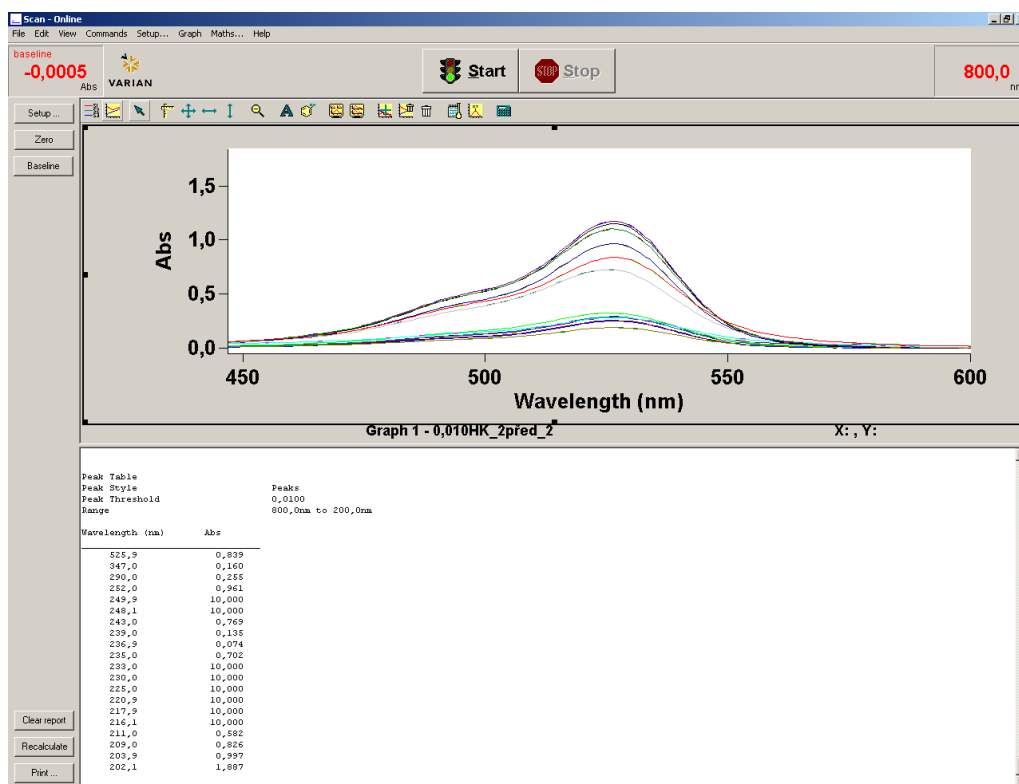 Scan - Online
File Edit View Commands Setup... Graph Maths... Help
baseline
-0,0005
Abs
VARIAN
Start
STOP Stop
800,0
nm
Setup ...
Zero
Baseline
1,5
1,0
0,5
0,0
Abs
450 500 550 600
Wavelength (nm)
Graph 1 - 0,010HK_2před_2 X: , Y:
Peak Table
Peak Style Peaks
Peak Threshold 0,0100
Range 800,0nm to 200,0nm
Wavelength (nm) Abs
525,9 0,839
347,0 0,160
290,0 0,255
252,0 0,961
249,9 10,000
248,1 10,000
243,0 0,769
239,0 0,135
236,9 0,074
235,0 0,702
233,0 10,000
230,0 10,000
225,0 10,000
220,9 10,000
217,9 10,000
216,1 10,000
211,0 0,582
209,0 0,826
203,9 0,997
202,1 1,887
Clear report
Recalculate
Print ...